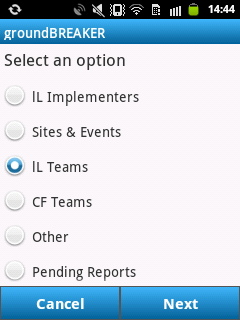 14:44
groundBREAKER
Select an option
IL Implementers
Sites & Events
IL Teams
CF Teams
Other
Pending Reports
Cancel
Next